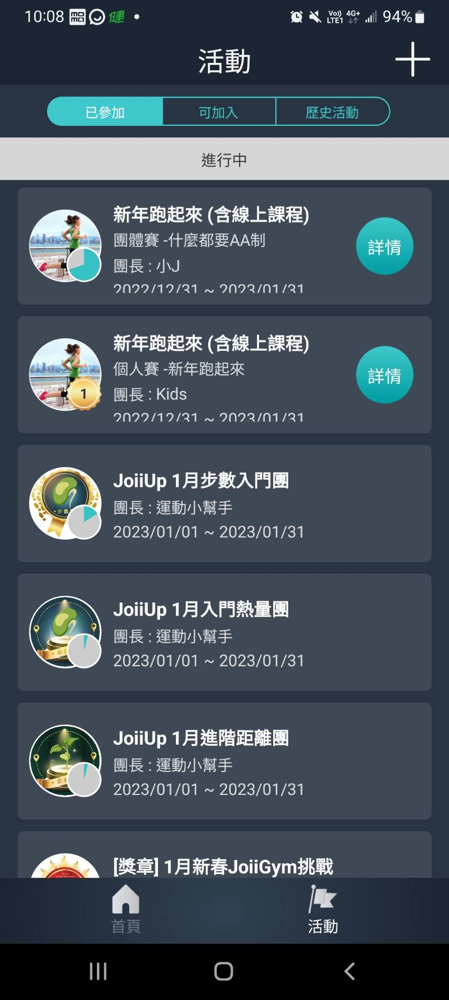 10:08
健
Vo)) 4G+
LTE1
94%
活動
已參加 可加入 歷史活動
進行中
新年跑起來 (含線上課程)
團體賽 -什麼都要AA制
團長 : 小J
2022/12/31 ~ 2023/01/31
詳情
新年跑起來 (含線上課程)
個人賽 -新年跑起來
團長 : Kids
2022/12/31 ~ 2023/01/31
1
詳情
JoiiUp 1月步數入門團
團長 : 運動小幫手
2023/01/01 ~ 2023/01/31
步數
JoiiUp 1月入門熱量團
團長 : 運動小幫手
2023/01/01 ~ 2023/01/31
JoiiUp 1月進階距離團
團長 : 運動小幫手
2023/01/01 ~ 2023/01/31
[獎章] 1月新春JoiiGym挑戰
首頁 活動